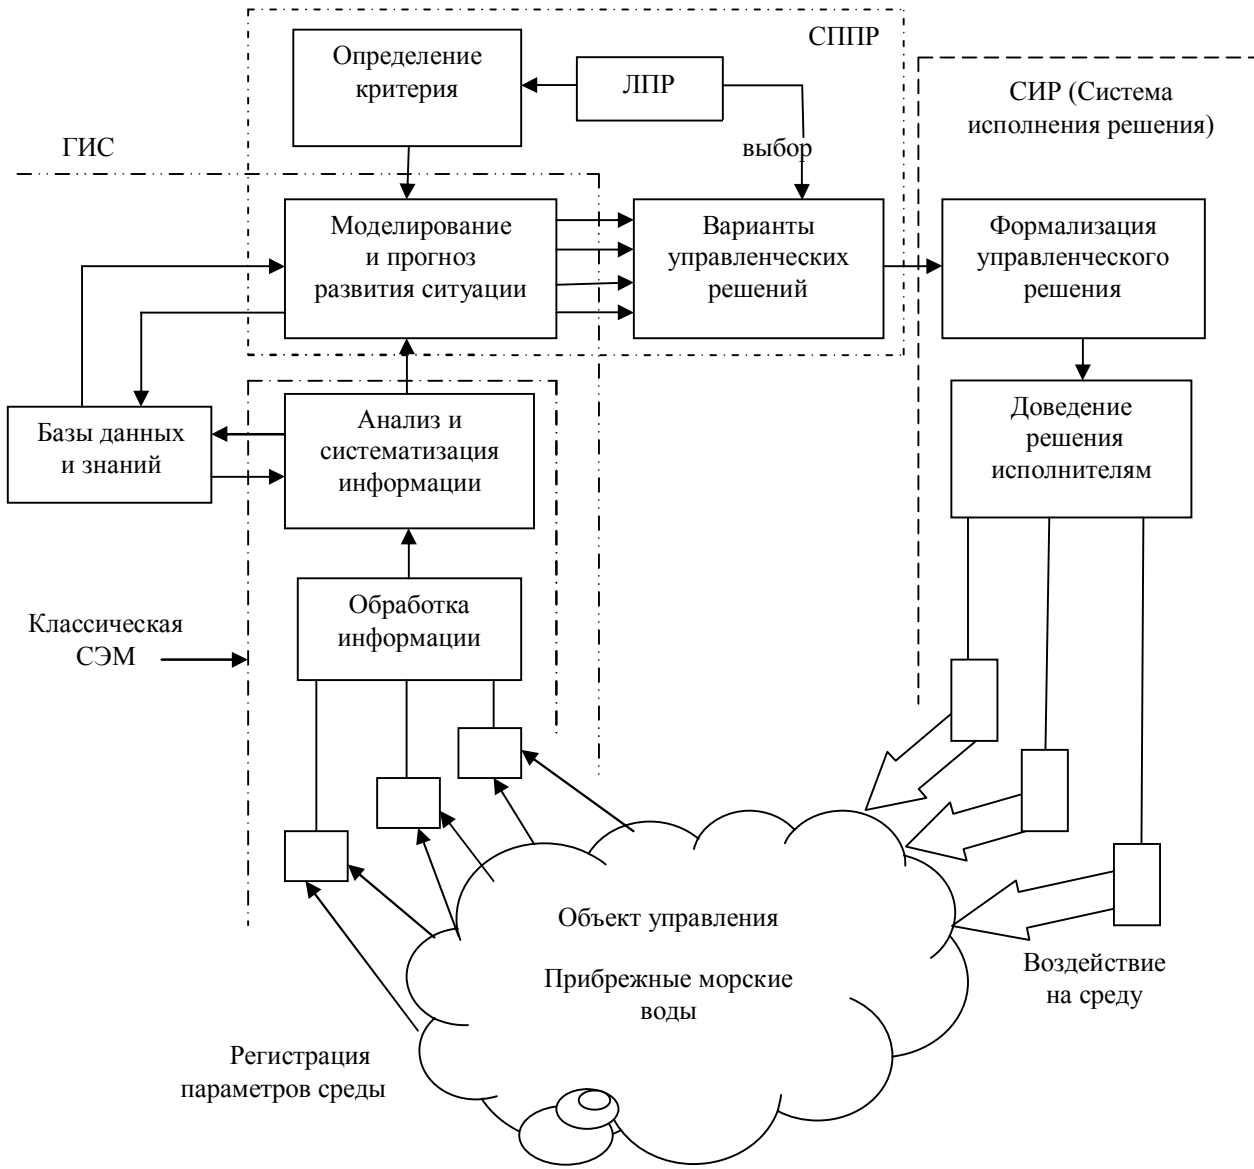 СППР
Определение
критерия
ЛПР
СИР (Система
исполнения решения)
ГИС
выбор
Моделирование
и прогноз
развития ситуации
Варианты
управленческих
решений
Формализация
управленческого
решения
Базы данных
и знаний
Анализ и
систематизация
информации
Доведение
решения
исполнителям
Классическая
СЭМ
Обработка
информации
Объект управления
Прибрежные морские
воды
Воздействие
на среду
Регистрация
параметров среды